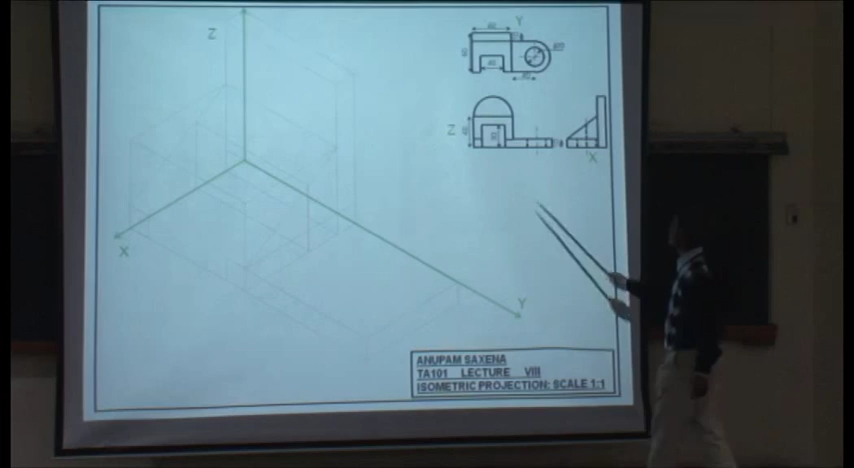 Z
X
Y
Y
Z
X
ANUPAM SAXENA
TA101 LECTURE VIII
ISOMETRIC PROJECTION: SCALE 1:1